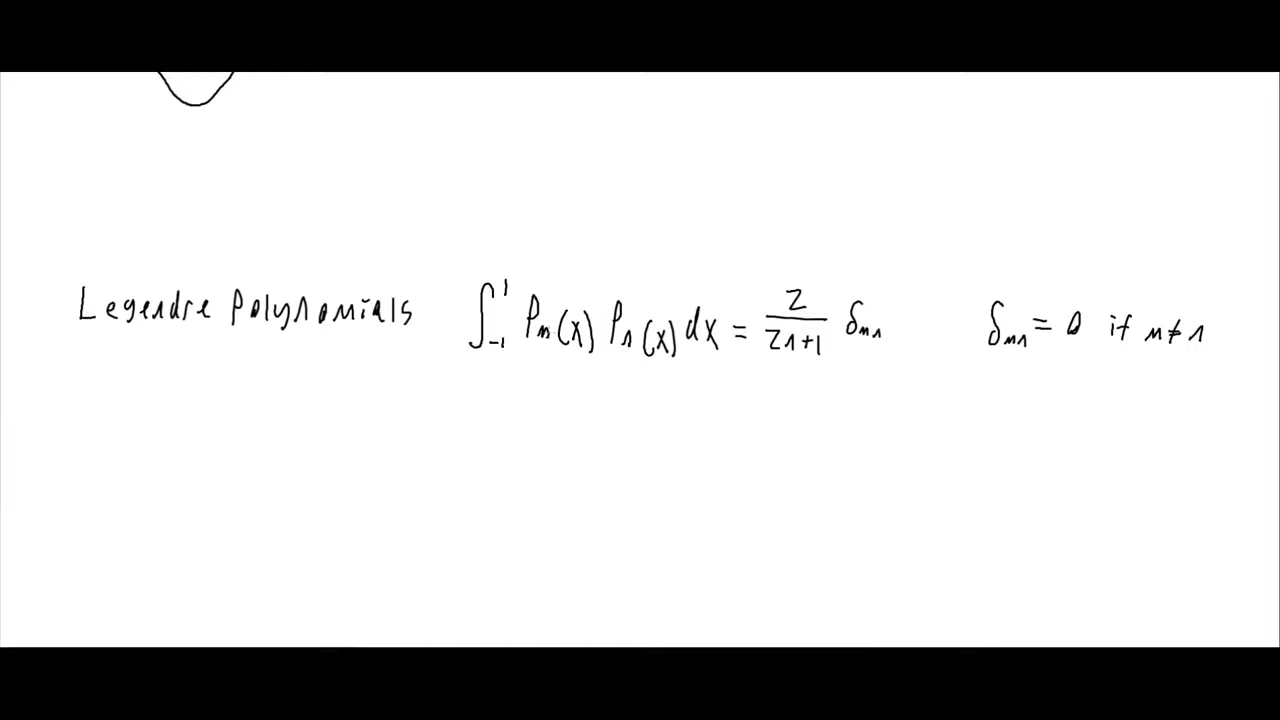 Legendre Polynomials ∫₋₁¹ Pₘ(x) Pₙ(x) dx = 2/(2n+1) δₘₙ δₘₙ = 0 if m ≠ n